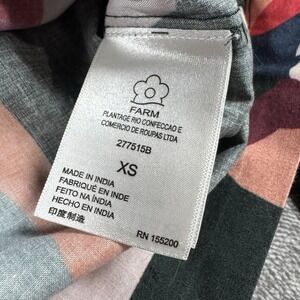 FARM
PLANTAGE RIO CONFECCAO E
COMERCIO DE ROUPAS LTDA
277515B
XS
MADE IN INDIA
FABRIQUÉ EN INDE
FEITO NA ÍNDIA
HECHO EN INDIA
印度制造
RN 155200